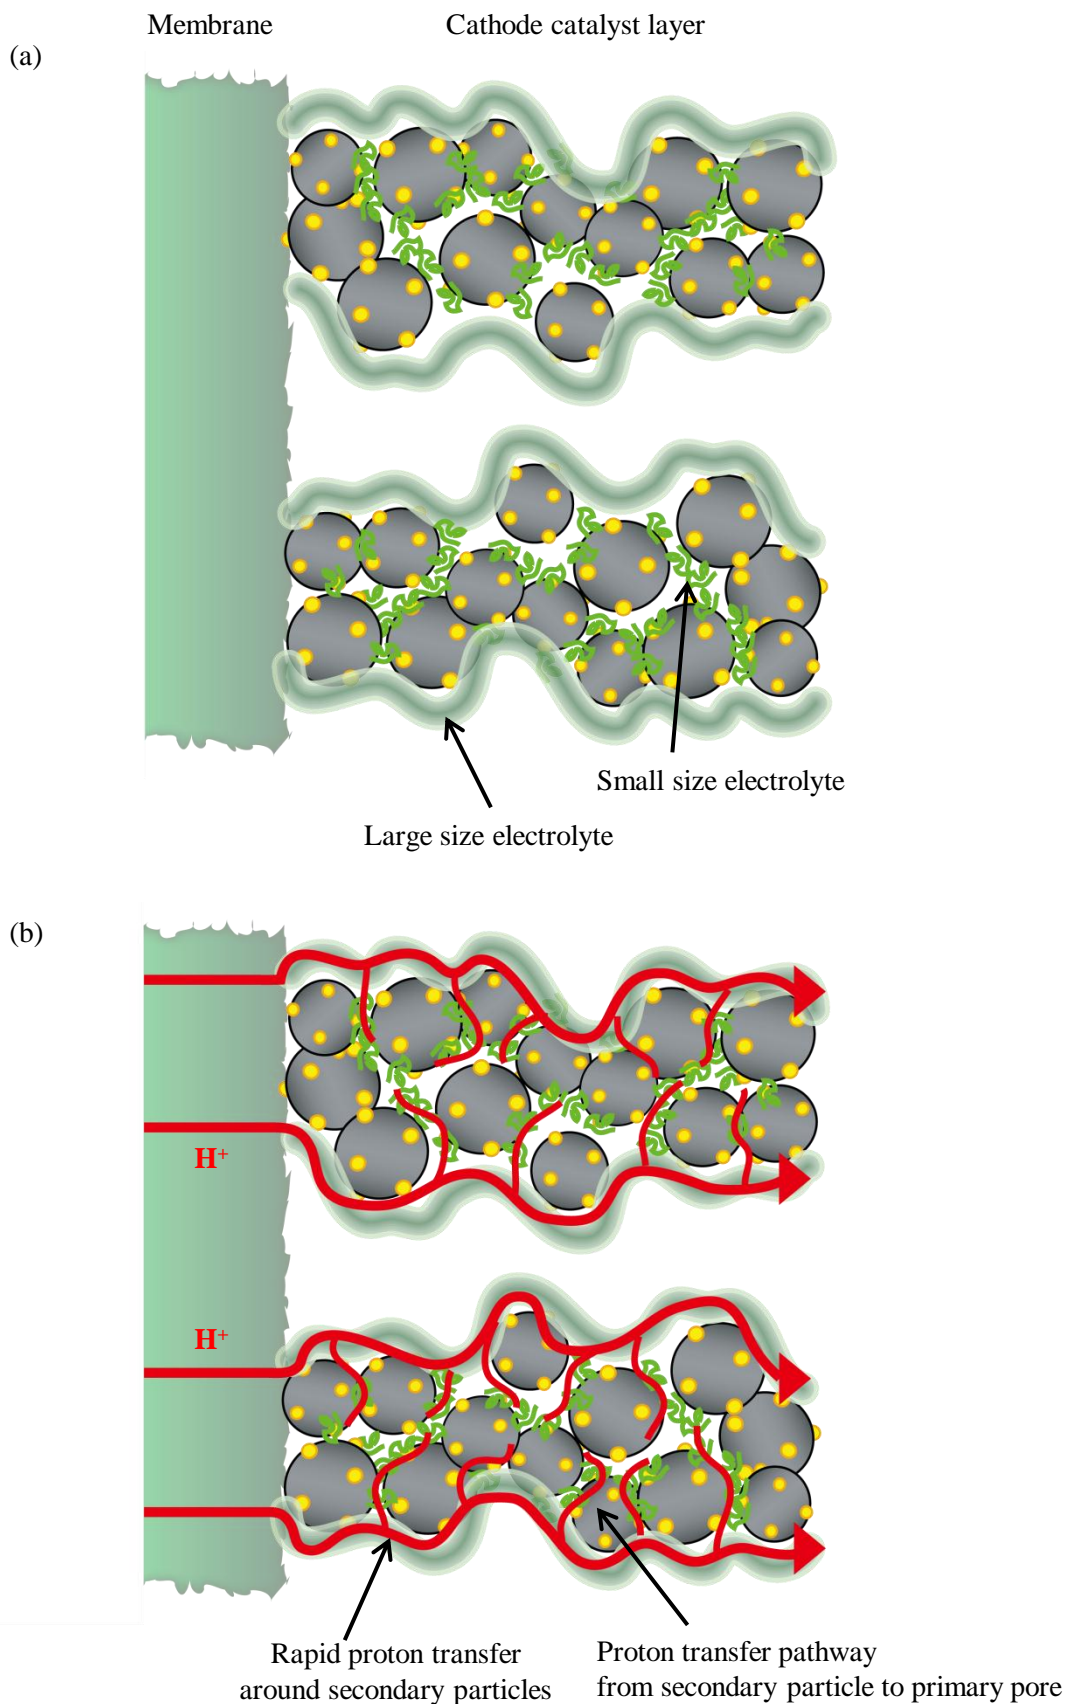 Membrane
Cathode catalyst layer
(a)
Small size electrolyte
Large size electrolyte
(b)
H⁺
H⁺
Rapid proton transfer
around secondary particles
Proton transfer pathway
from secondary particle to primary pore